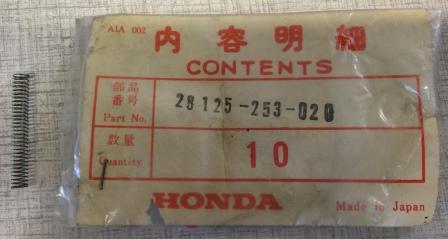 AIA 002
内容明細
CONTENTS
部品
番号
Part No.
28125-253-020
数量
Quantity
10
HONDA
Made in Japan